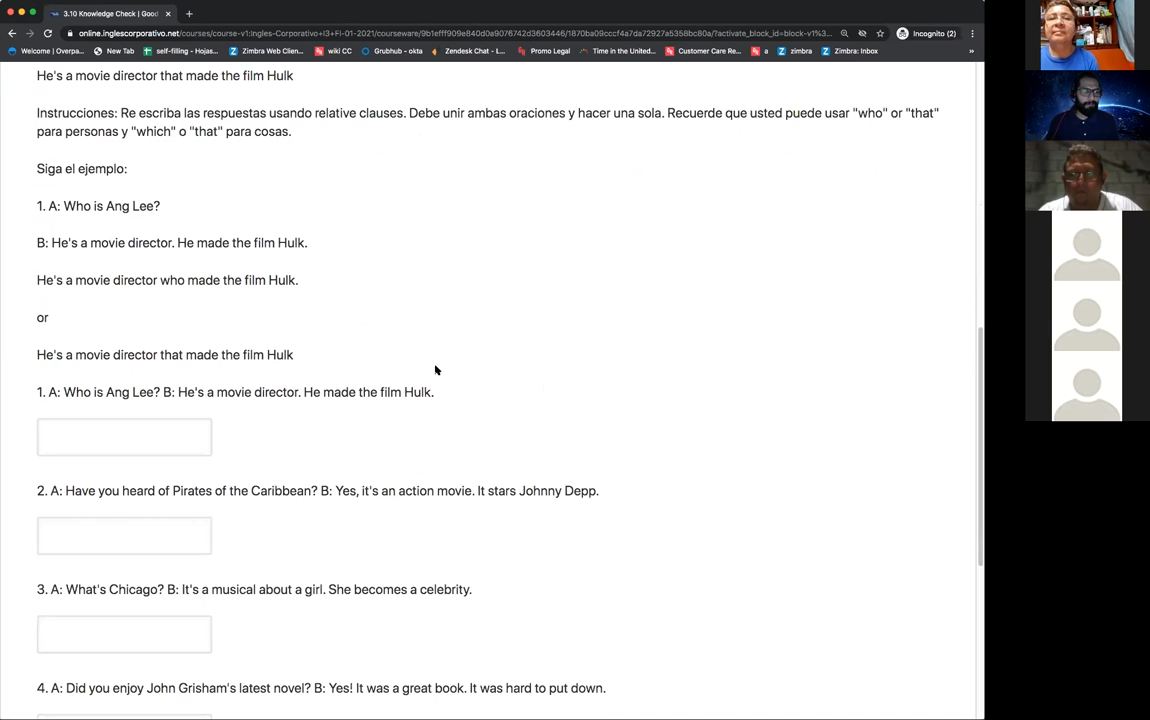 3.10 Knowledge Check | Good
online.inglescorporativo.net/courses/course-v1:Ingles-Corporativo+I3+FI-01-2021/courseware/9b1efff909e840d0a9076742d3603446/1870ba09cccf4a7da72927a5358bc80a/?activate_block_id=block-v1%3...
Incognito (2)
Welcome | Overpa...
New Tab
self-filling - Hojas...
Zimbra Web Clien...
wiki CC
Grubhub - okta
Zendesk Chat - L...
Promo Legal
Time in the United...
Customer Care Re...
a
zimbra
Zimbra: Inbox
»
He's a movie director that made the film Hulk
Instrucciones: Re escriba las respuestas usando relative clauses. Debe unir ambas oraciones y hacer una sola. Recuerde que usted puede usar "who" or "that"
para personas y "which" o "that" para cosas.
Siga el ejemplo:
1. A: Who is Ang Lee?
B: He's a movie director. He made the film Hulk.
He's a movie director who made the film Hulk.
or
He's a movie director that made the film Hulk
1. A: Who is Ang Lee? B: He's a movie director. He made the film Hulk.
2. A: Have you heard of Pirates of the Caribbean? B: Yes, it's an action movie. It stars Johnny Depp.
3. A: What's Chicago? B: It's a musical about a girl. She becomes a celebrity.
4. A: Did you enjoy John Grisham's latest novel? B: Yes! It was a great book. It was hard to put down.